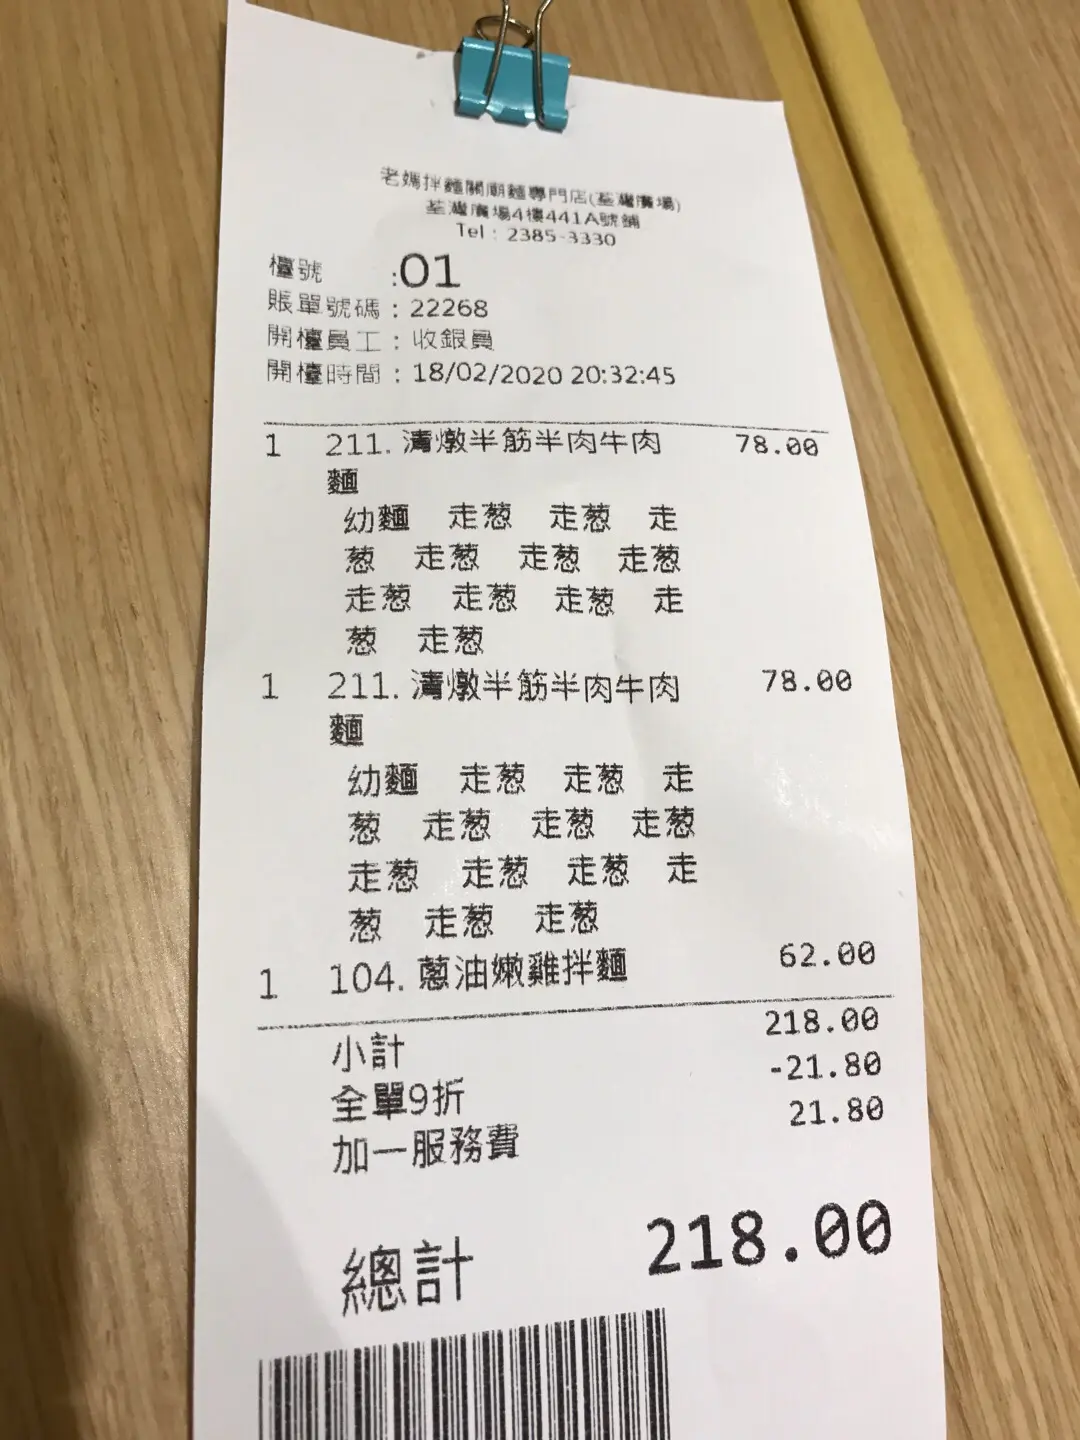 老媽拌麵關廟麵專門店(荃灣廣場)
荃灣廣場4樓441A號舖
Tel : 2385-3330
檯號 :01
賬單號碼 : 22268
開檯員工 : 收銀員
開檯時間 : 18/02/2020 20:32:45
1 211. 清燉半筋半肉牛肉 78.00
麵
幼麵 走葱 走葱 走
葱 走葱 走葱 走葱
走葱 走葱 走葱 走
葱 走葱
1 211. 清燉半筋半肉牛肉 78.00
麵
幼麵 走葱 走葱 走
葱 走葱 走葱 走葱
走葱 走葱 走葱 走
葱 走葱 走葱
1 104. 蔥油嫩雞拌麵 62.00
小計 218.00
全單9折 -21.80
加一服務費 21.80
總計 218.00